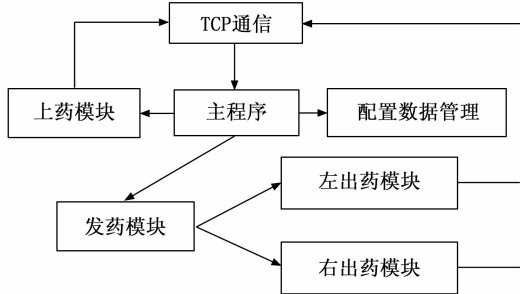 TCP通信
上药模块
主程序
配置数据管理
发药模块
左出药模块
右出药模块